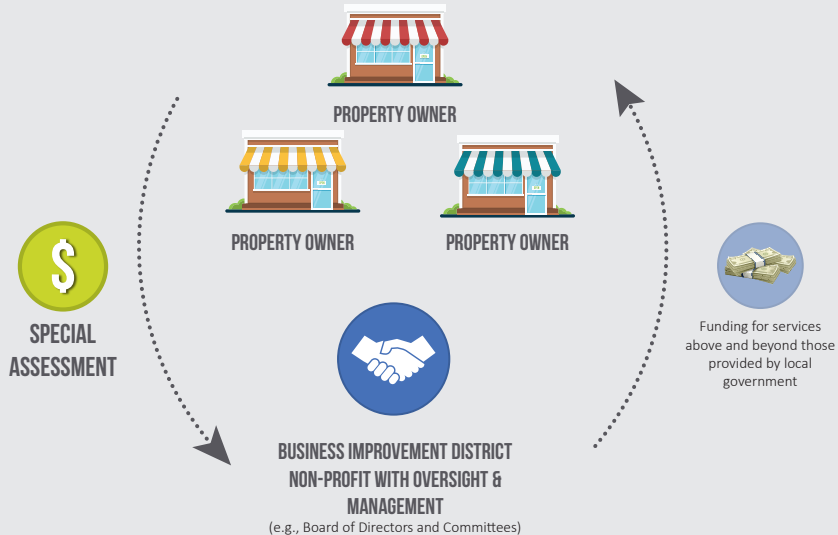 PROPERTY OWNER
PROPERTY OWNER
PROPERTY OWNER
$
SPECIAL
ASSESSMENT
Funding for services
above and beyond those
provided by local
government
BUSINESS IMPROVEMENT DISTRICT
NON-PROFIT WITH OVERSIGHT &
MANAGEMENT
(e.g., Board of Directors and Committees)